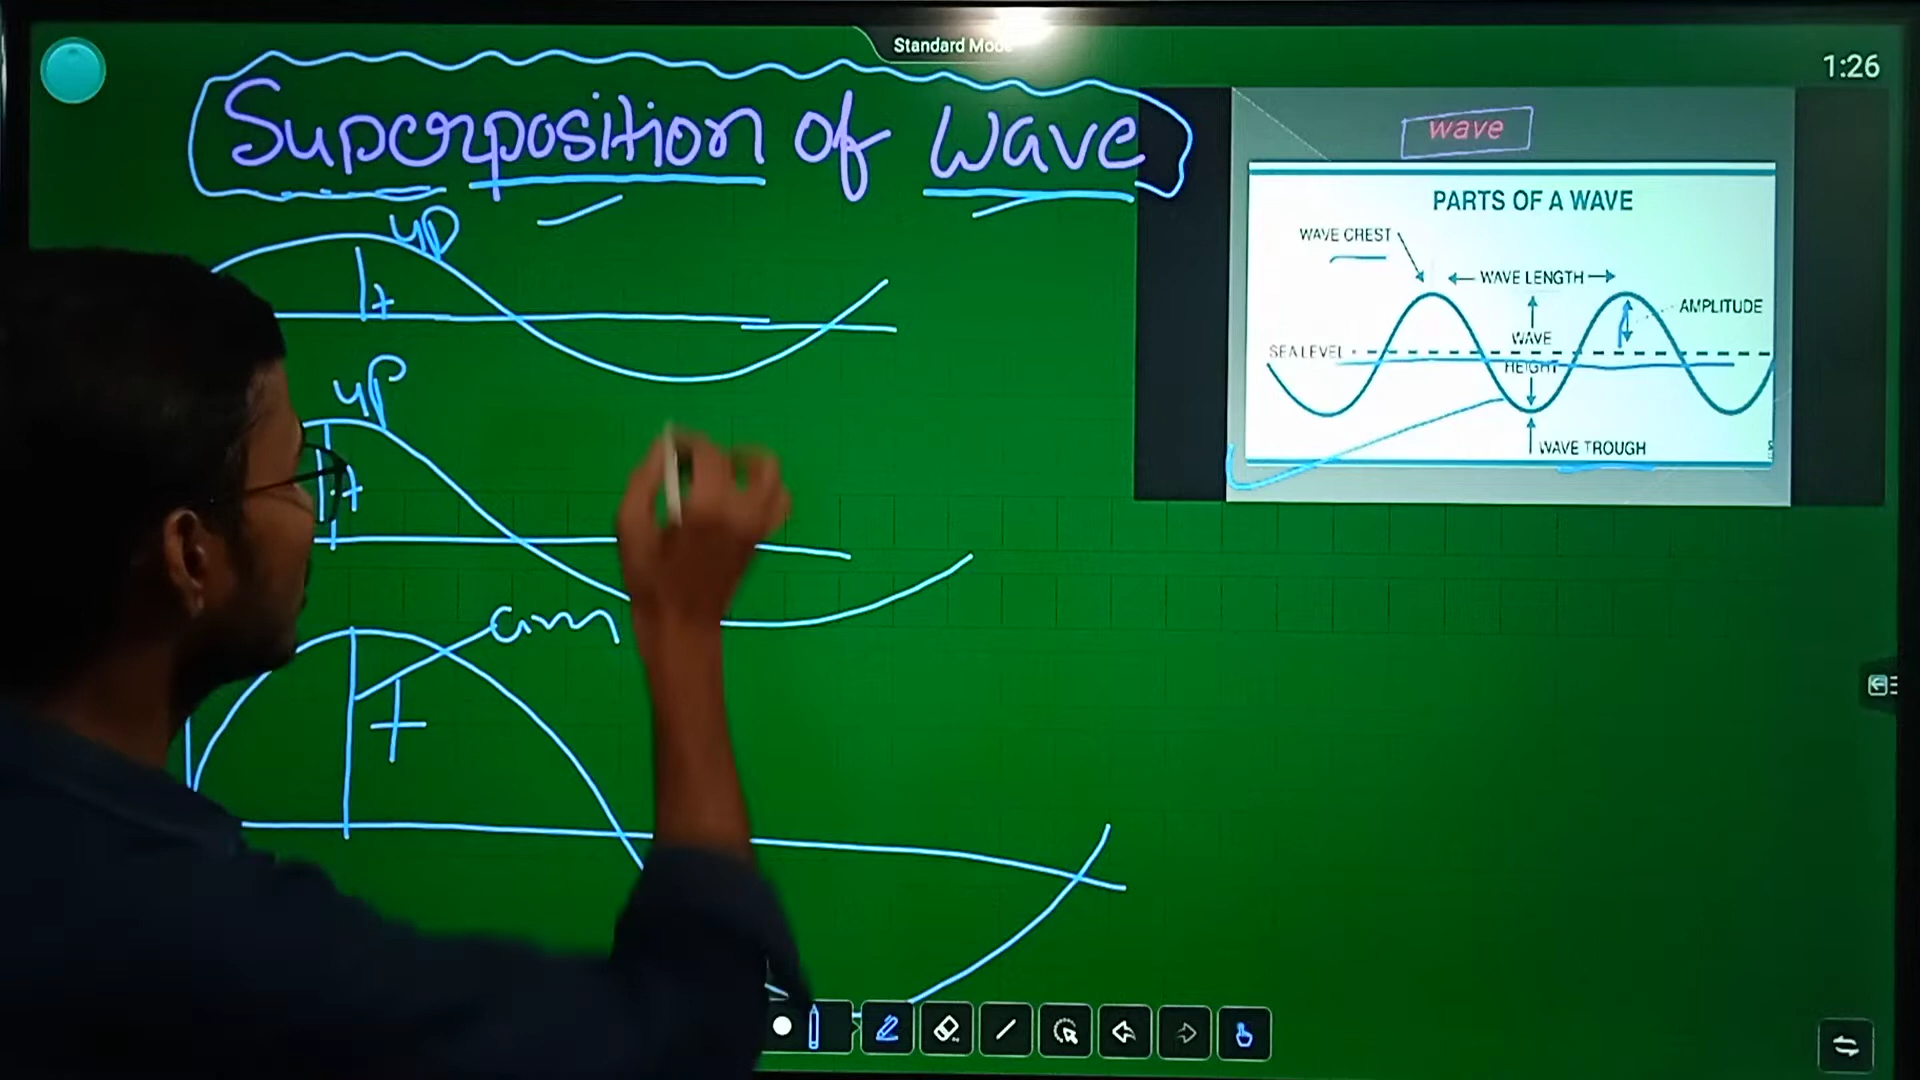 Standard Mode
1:26
Superposition of Wave
wave
PARTS OF A WAVE
WAVE CREST
WAVE LENGTH
AMPLITUDE
WAVE
SEA LEVEL
HEIGHT
WAVE TROUGH
up
+
up
+
am
+